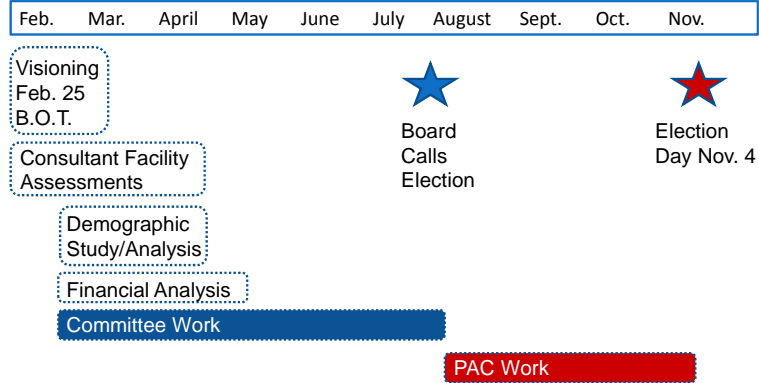 Feb. Mar. April May June July August Sept. Oct. Nov.
Visioning
Feb. 25
B.O.T.
Board
Calls
Election
Election
Day Nov. 4
Consultant Facility
Assessments
Demographic
Study/Analysis
Financial Analysis
Committee Work
PAC Work